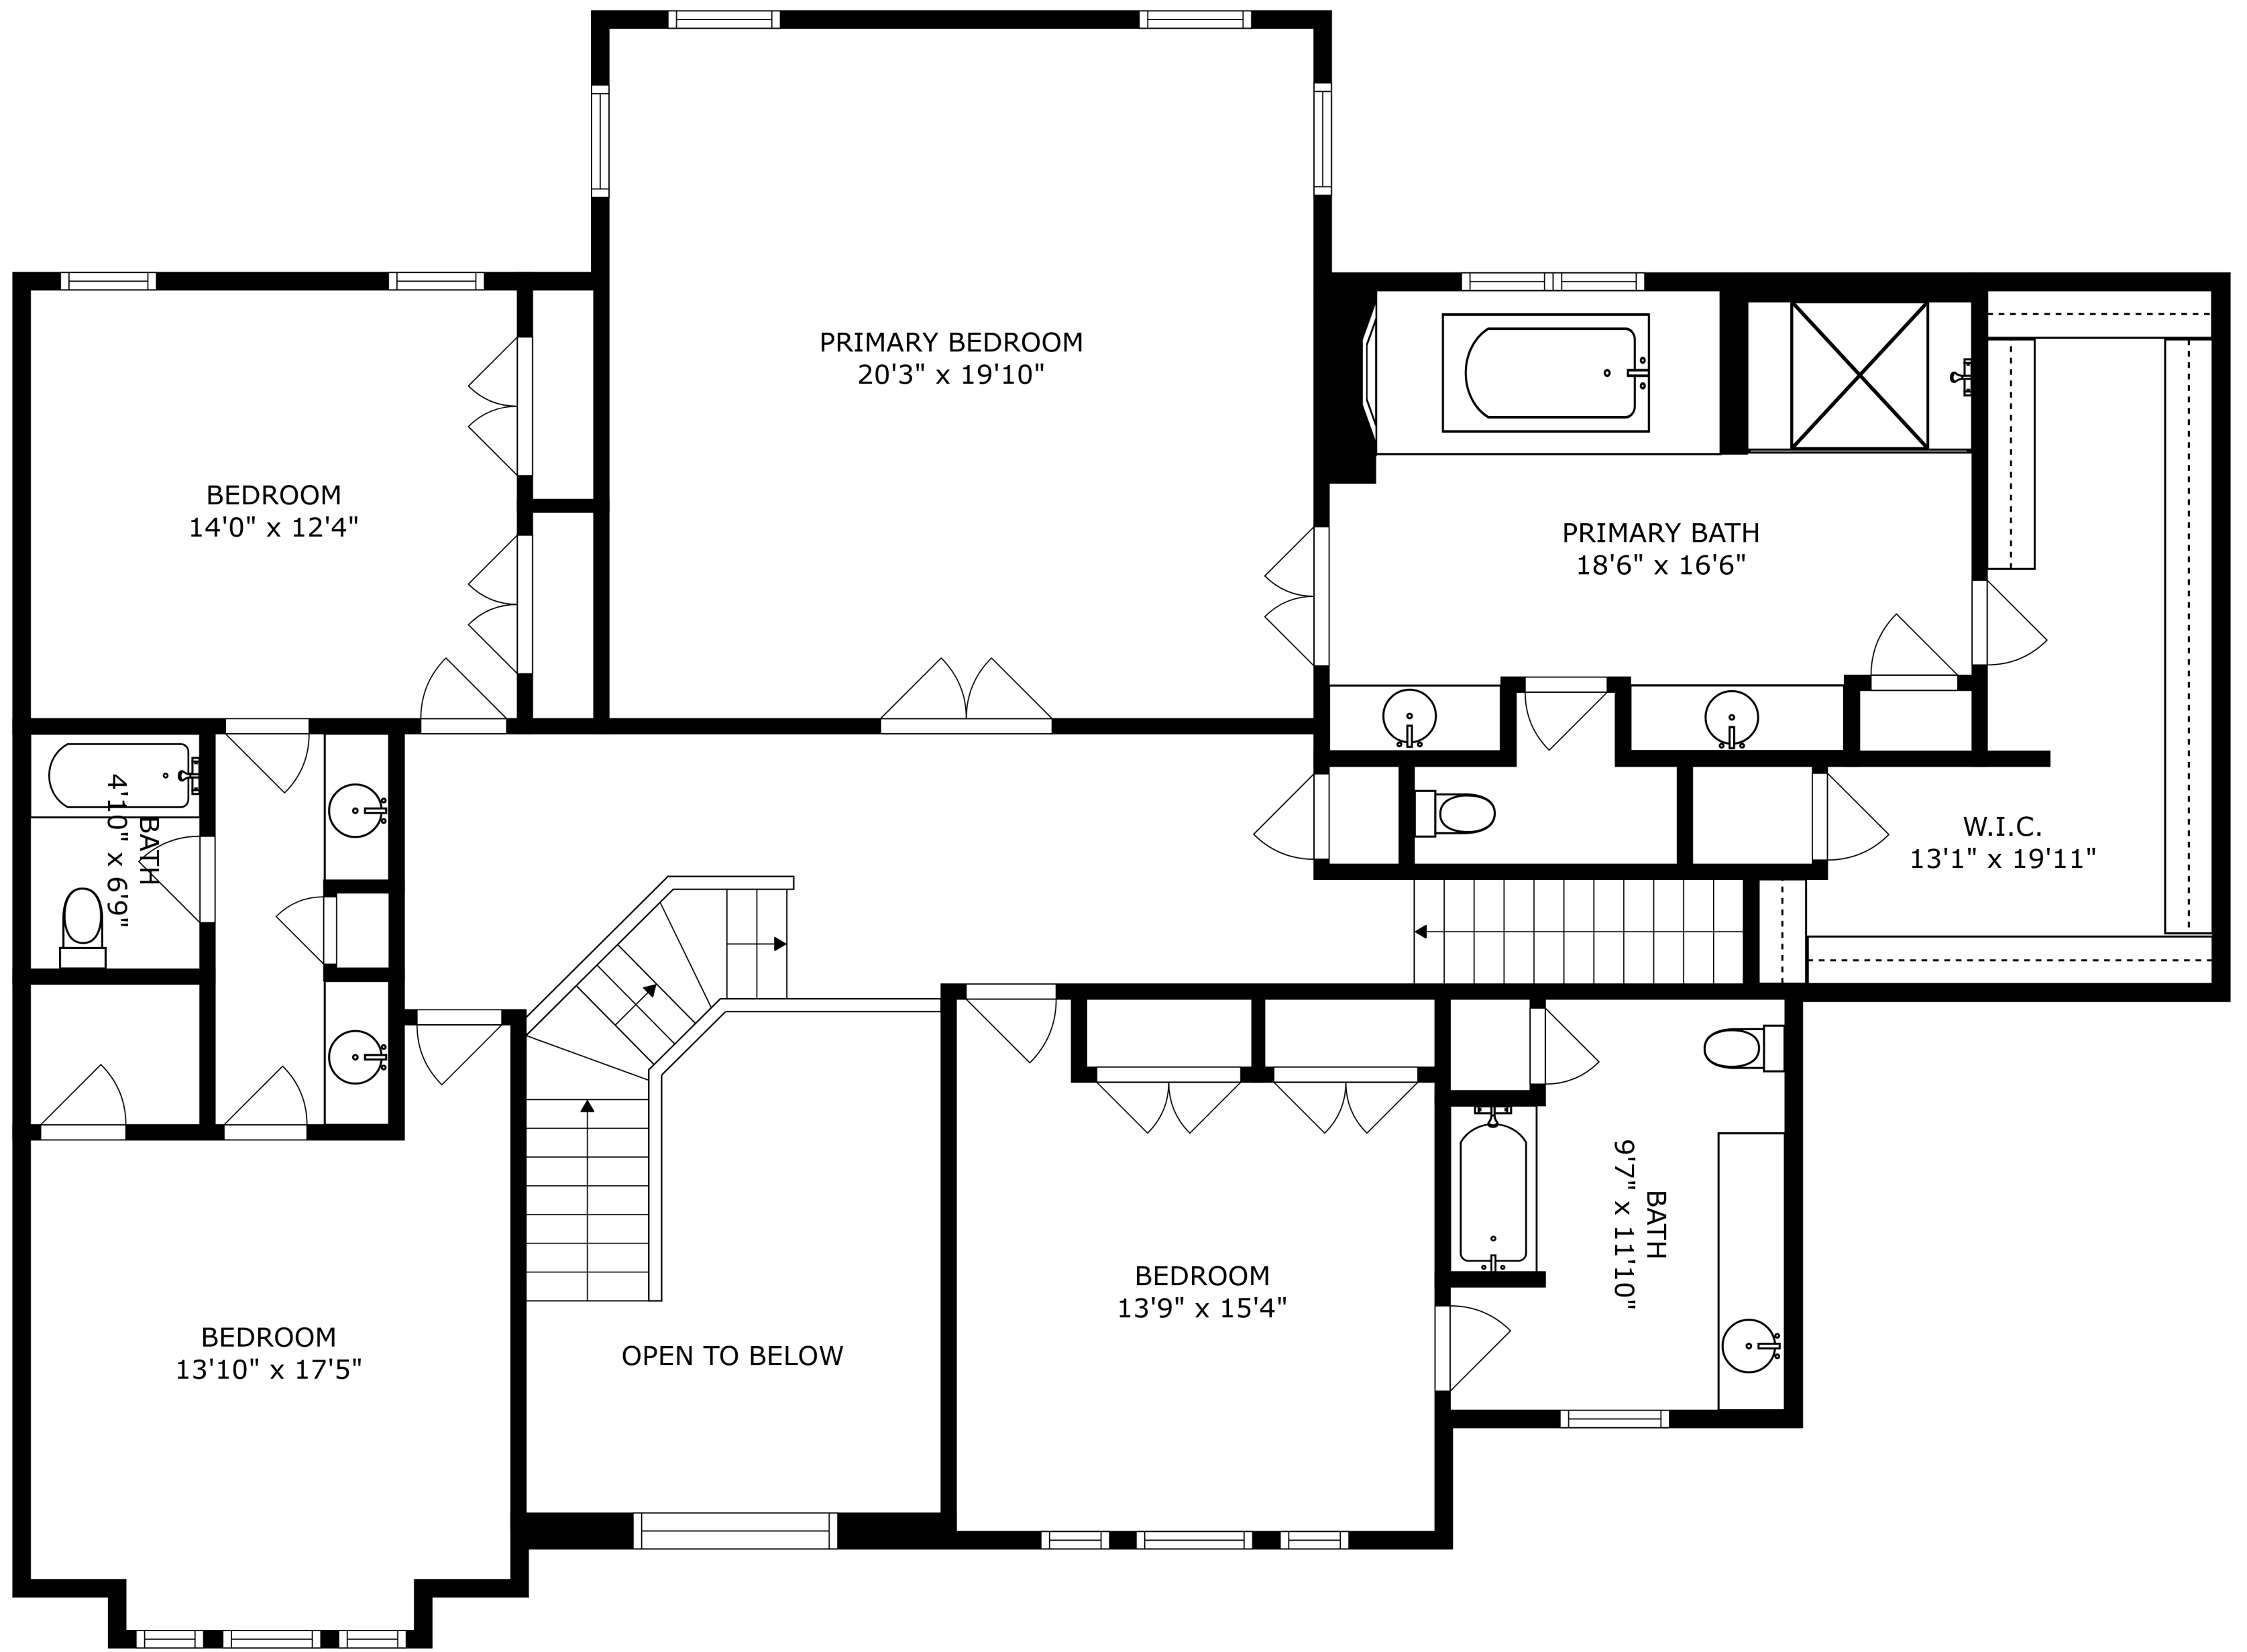 PRIMARY BEDROOM
20'3" x 19'10"
BEDROOM
14'0" x 12'4"
PRIMARY BATH
18'6" x 16'6"
BATH
4'10" x 6'9"
W.I.C.
13'1" x 19'11"
BATH
9'7" x 11'10"
BEDROOM
13'9" x 15'4"
BEDROOM
13'10" x 17'5"
OPEN TO BELOW